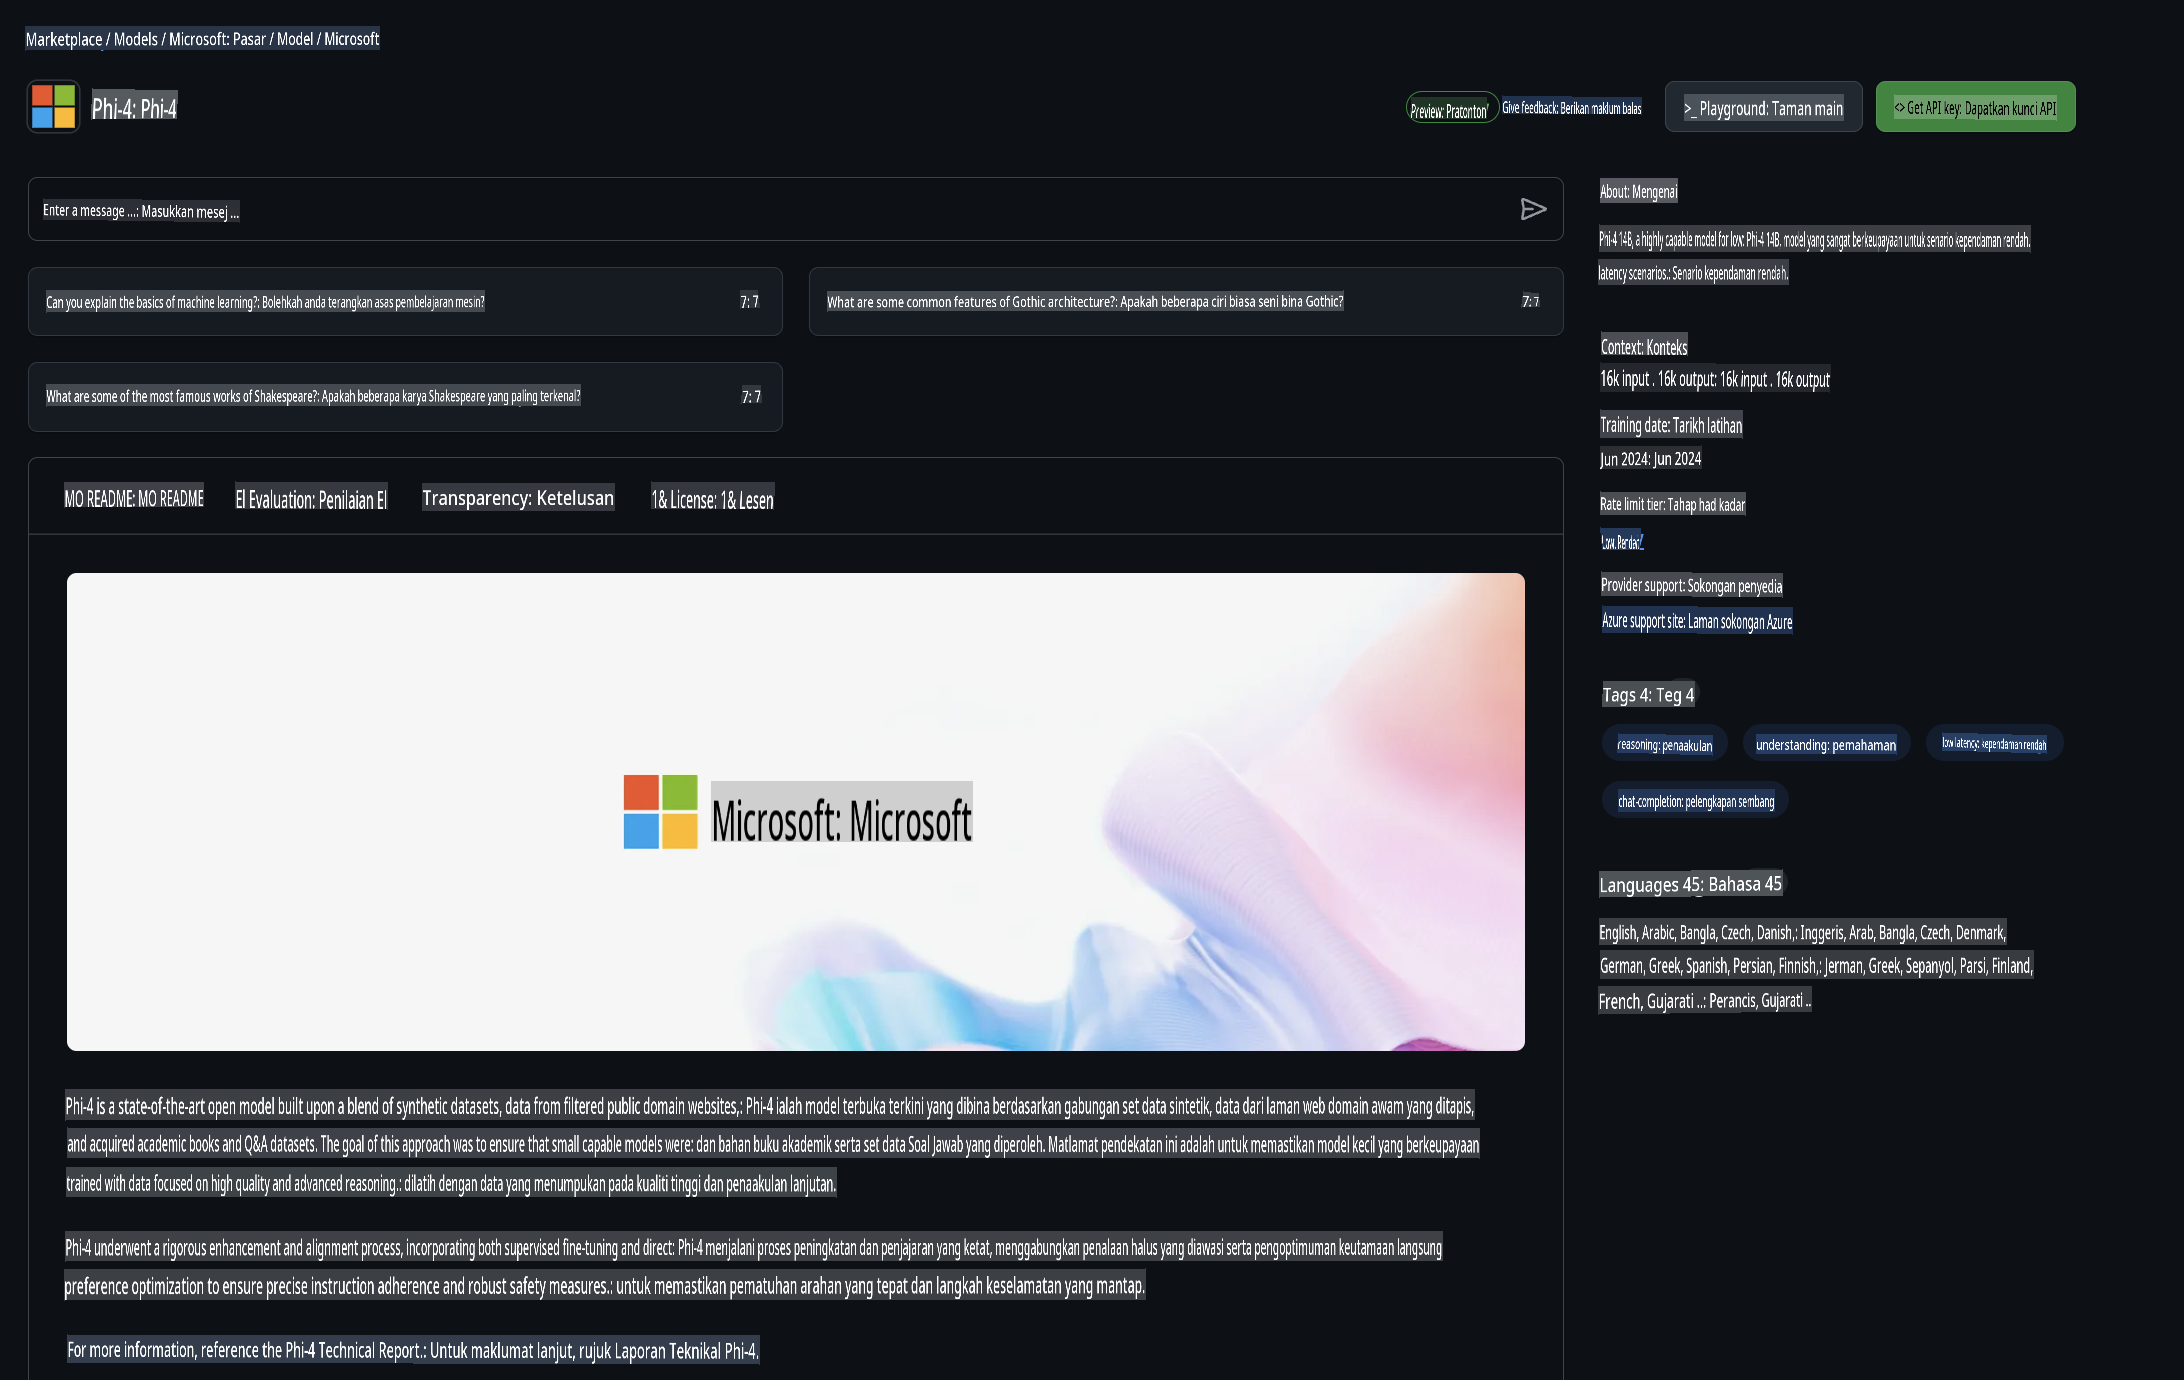 Marketplace / Models / Microsoft: Pasar / Model / Microsoft
Phi-4: Phi-4
Preview: Pratonton
Give feedback: Berikan maklum balas
>_ Playground: Taman main
<> Get API key: Dapatkan kunci API
Enter a message ...: Masukkan mesej ...
Can you explain the basics of machine learning?: Bolehkah anda terangkan asas pembelajaran mesin?
7: 7
What are some common features of Gothic architecture?: Apakah beberapa ciri biasa seni bina Gothic?
7: 7
What are some of the most famous works of Shakespeare?: Apakah beberapa karya Shakespeare yang paling terkenal?
7: 7
MO README: MO README
El Evaluation: Penilaian El
Transparency: Ketelusan
1& License: 1& Lesen
Microsoft: Microsoft
Phi-4 is a state-of-the-art open model built upon a blend of synthetic datasets, data from filtered public domain websites,: Phi-4 ialah model terbuka terkini yang dibina berdasarkan gabungan set data sintetik, data dari laman web domain awam yang ditapis,
and acquired academic books and Q&A datasets. The goal of this approach was to ensure that small capable models were: dan bahan buku akademik serta set data Soal Jawab yang diperoleh. Matlamat pendekatan ini adalah untuk memastikan model kecil yang berkeupayaan
trained with data focused on high quality and advanced reasoning.: dilatih dengan data yang menumpukan pada kualiti tinggi dan penaakulan lanjutan.
Phi-4 underwent a rigorous enhancement and alignment process, incorporating both supervised fine-tuning and direct: Phi-4 menjalani proses peningkatan dan penjajaran yang ketat, menggabungkan penalaan halus yang diawasi serta pengoptimuman keutamaan langsung
preference optimization to ensure precise instruction adherence and robust safety measures.: untuk memastikan pematuhan arahan yang tepat dan langkah keselamatan yang mantap.
For more information, reference the Phi-4 Technical Report.: Untuk maklumat lanjut, rujuk Laporan Teknikal Phi-4.
About: Mengenai
Phi-4 14B, a highly capable model for low: Phi-4 14B, model yang sangat berkeupayaan untuk senario kependaman rendah.
latency scenarios.: Senario kependaman rendah.
Context: Konteks
16k input . 16k output: 16k input . 16k output
Training date: Tarikh latihan
Jun 2024: Jun 2024
Rate limit tier: Tahap had kadar
Low: Rendah
Provider support: Sokongan penyedia
Azure support site: Laman sokongan Azure
Tags 4: Teg 4
reasoning: penaakulan
understanding: pemahaman
low latency: kependaman rendah
chat-completion: pelengkapan sembang
Languages 45: Bahasa 45
English, Arabic, Bangla, Czech, Danish,: Inggeris, Arab, Bangla, Czech, Denmark,
German, Greek, Spanish, Persian, Finnish,: Jerman, Greek, Sepanyol, Parsi, Finland,
French, Gujarati ..: Perancis, Gujarati ..